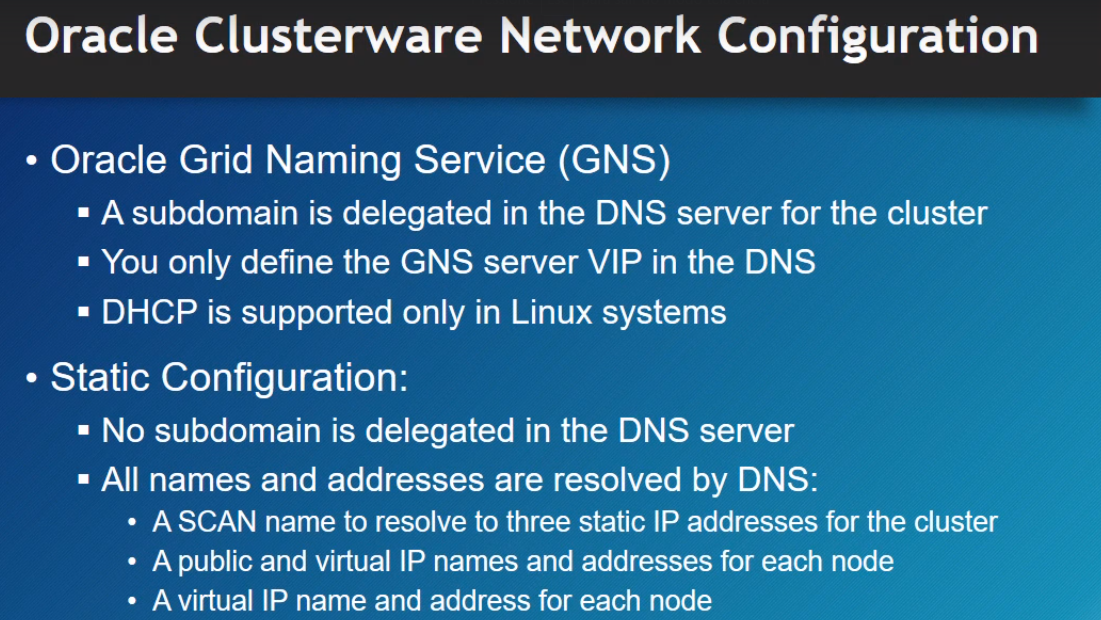 Oracle Clusterware Network Configuration
• Oracle Grid Naming Service (GNS)
▪ A subdomain is delegated in the DNS server for the cluster
▪ You only define the GNS server VIP in the DNS
▪ DHCP is supported only in Linux systems
• Static Configuration:
▪ No subdomain is delegated in the DNS server
▪ All names and addresses are resolved by DNS:
• A SCAN name to resolve to three static IP addresses for the cluster
• A public and virtual IP names and addresses for each node
• A virtual IP name and address for each node